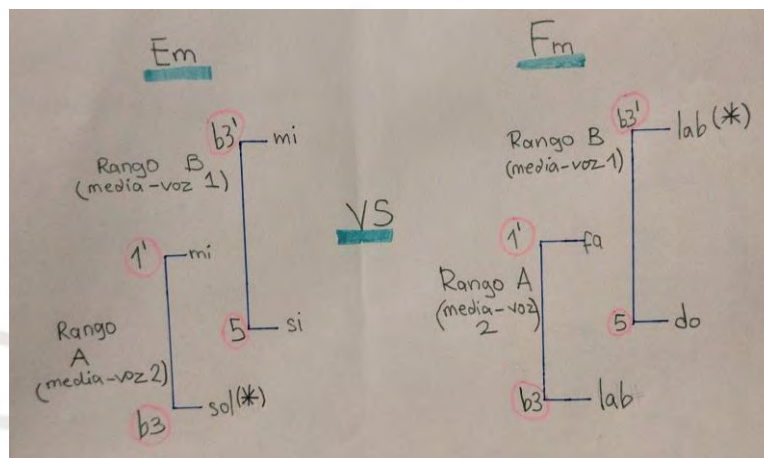 Em
b3' mi
Rango B
(media-voz 1)
1' mi
5 si
Rango
A
(media-voz 2)
sol(*)
b3
VS
Fm
b3' lab(*)
Rango B
(media-voz 1)
1' fa
Rango A
(media-voz
2)
5 do
b3 lab